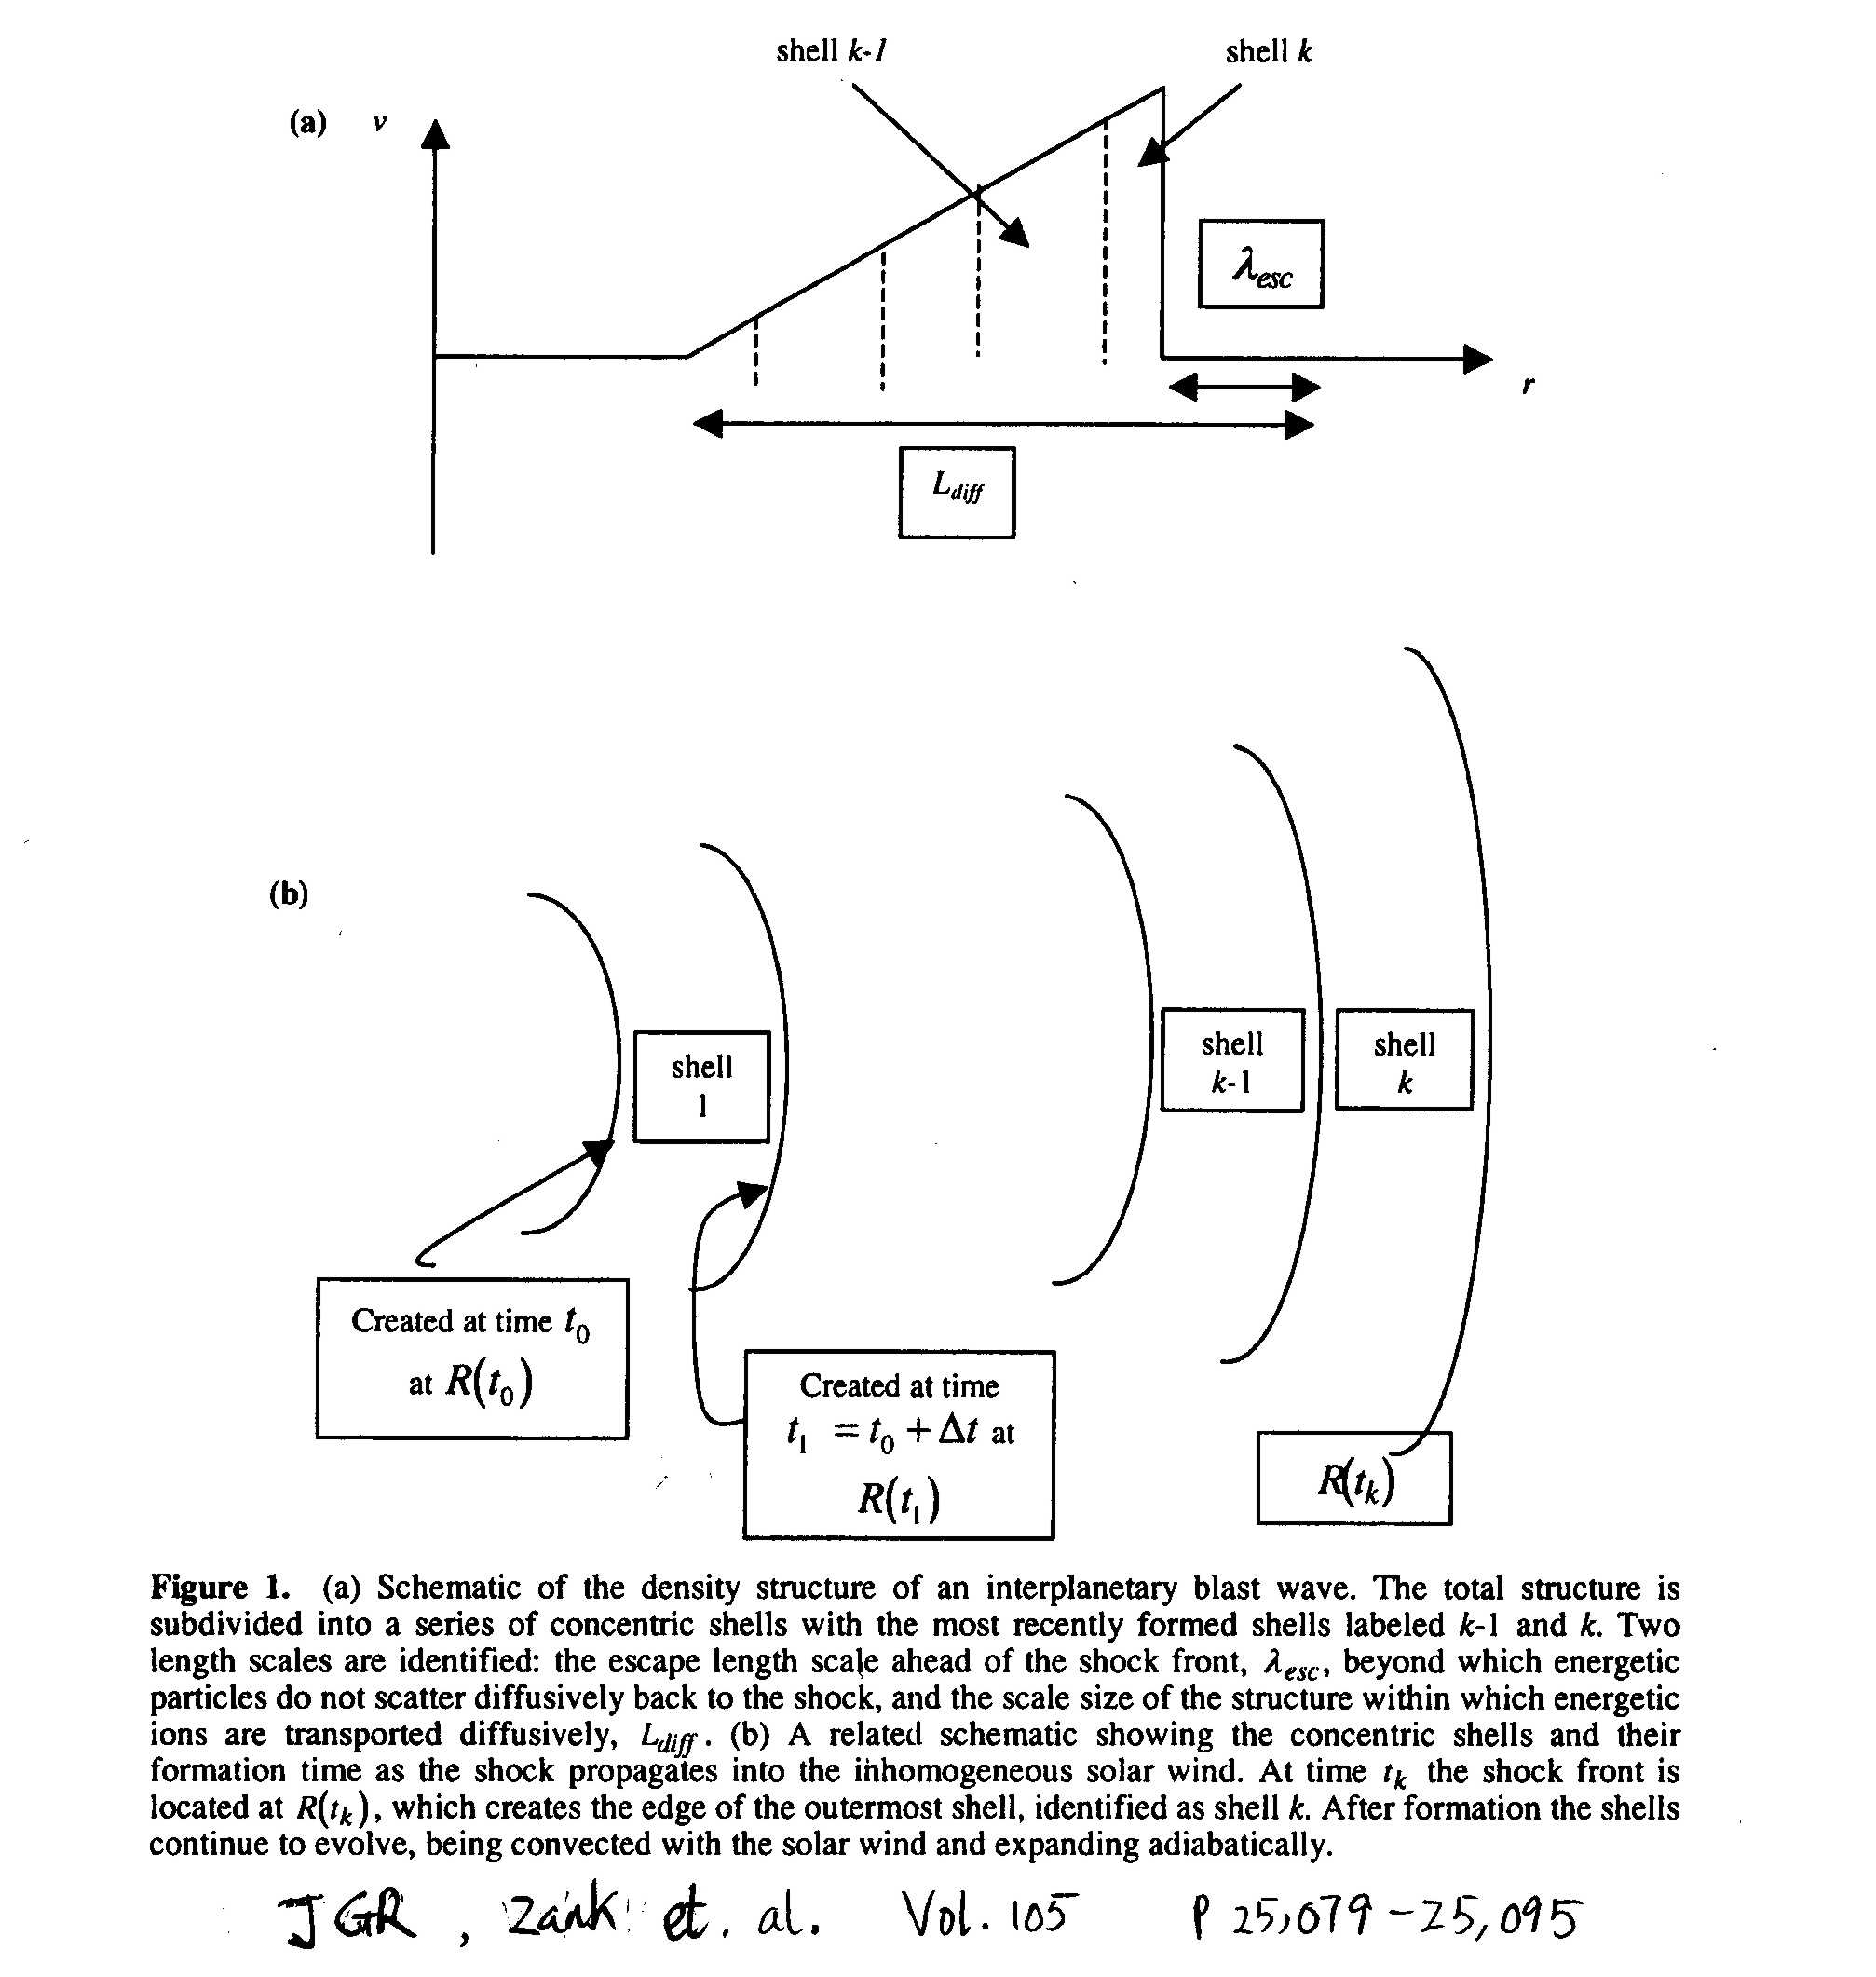 shell k-1
shell k
(a)
v
λesc
r
Ldiff
(b)
shell
1
shell
k-1
shell
k
Created at time t0
at R(t0)
Created at time
t1 = t0 + Δt at
R(t1)
R(tk)
Figure 1. (a) Schematic of the density structure of an interplanetary blast wave. The total structure is
subdivided into a series of concentric shells with the most recently formed shells labeled k-1 and k. Two
length scales are identified: the escape length scale ahead of the shock front, λesc, beyond which energetic
particles do not scatter diffusively back to the shock, and the scale size of the structure within which energetic
ions are transported diffusively, Ldiff. (b) A related schematic showing the concentric shells and their
formation time as the shock propagates into the inhomogeneous solar wind. At time tk the shock front is
located at R(tk), which creates the edge of the outermost shell, identified as shell k. After formation the shells
continue to evolve, being convected with the solar wind and expanding adiabatically.
JGR, Zank et. al. Vol. 105 P 25,079-25,095